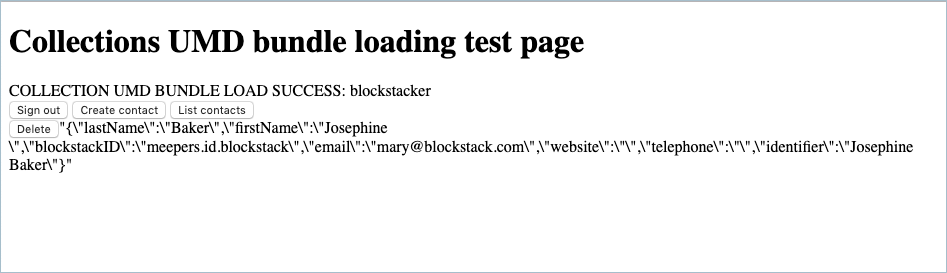 Collections UMD bundle loading test page
COLLECTION UMD BUNDLE LOAD SUCCESS: blockstacker
Sign out Create contact List contacts
Delete "{\"lastName\":\"Baker\",\"firstName\":\"Josephine
\",\"blockstackID\":\"meepers.id.blockstack\",\"email\":\"mary@blockstack.com\",\"website\":\"\",\"telephone\":\"\",\"identifier\":\"Josephine
Baker\"}"